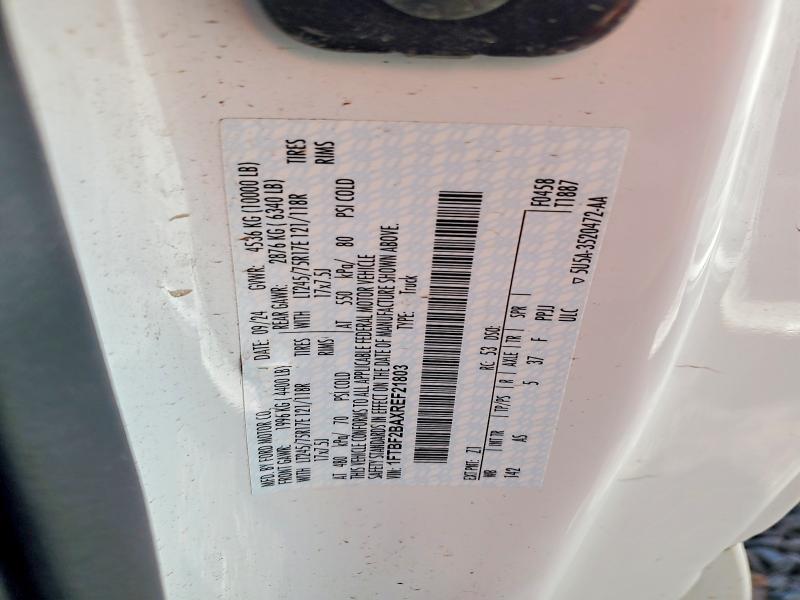 MFD. BY FORD MOTOR CO.
DATE: 09/24 GVWR: 4536 KG (10000 LB)
FRONT GAWR: 1996 KG (4400 LB) REAR GAWR: 2876 KG (6340 LB)
WITH LT245/75R17E 121/118R TIRES WITH LT245/75R17E 121/118R TIRES
17x7.5J RIMS 17x7.5J RIMS
AT 480 kPa/ 70 PSI COLD AT 550 kPa/ 80 PSI COLD
THIS VEHICLE CONFORMS TO ALL APPLICABLE FEDERAL MOTOR VEHICLE
SAFETY STANDARDS IN EFFECT ON THE DATE OF MANUFACTURE SHOWN ABOVE.
VIN: 1FTBF2BAXREF21803 TYPE: Truck
F0458
T1887
EXT PNT: Z1 RC: 53 DSO:
WB INT TR TP/PS R AXLE TR SPR
142 AS 5 37 F PPJJ
ULC
▽ 5U5A-3520472-AA